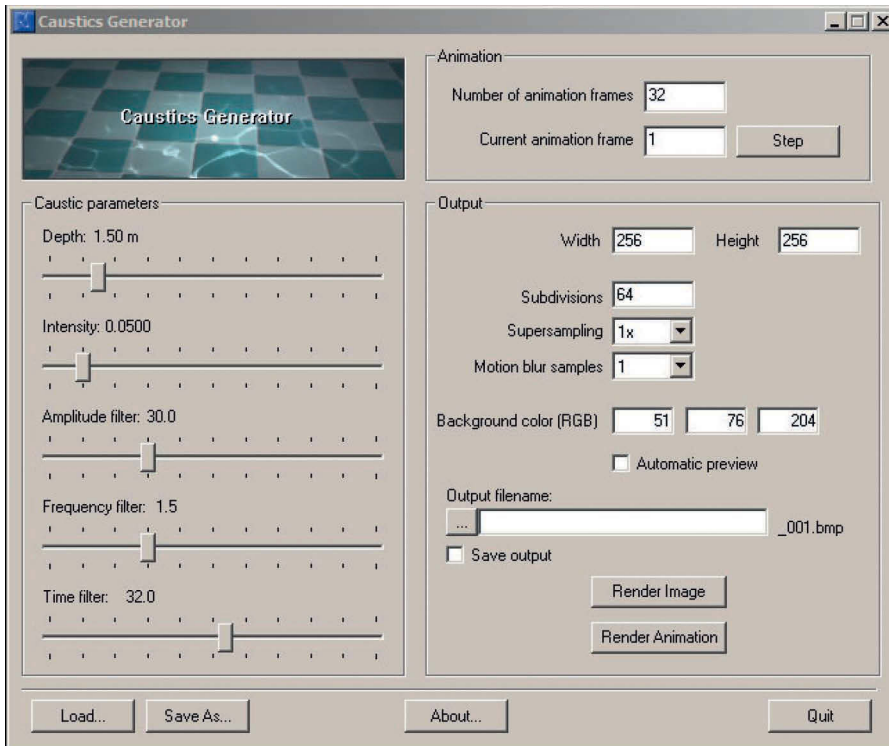 Caustics Generator
Caustics Generator
Animation
Number of animation frames 32
Current animation frame 1 Step
Caustic parameters
Depth: 1.50 m
Intensity: 0.0500
Amplitude filter: 30.0
Frequency filter: 1.5
Time filter: 32.0
Output
Width 256 Height 256
Subdivisions 64
Supersampling 1x
Motion blur samples 1
Background color (RGB) 51 76 204
Automatic preview
Output filename:
... _001.bmp
Save output
Render Image
Render Animation
Load... Save As... About... Quit